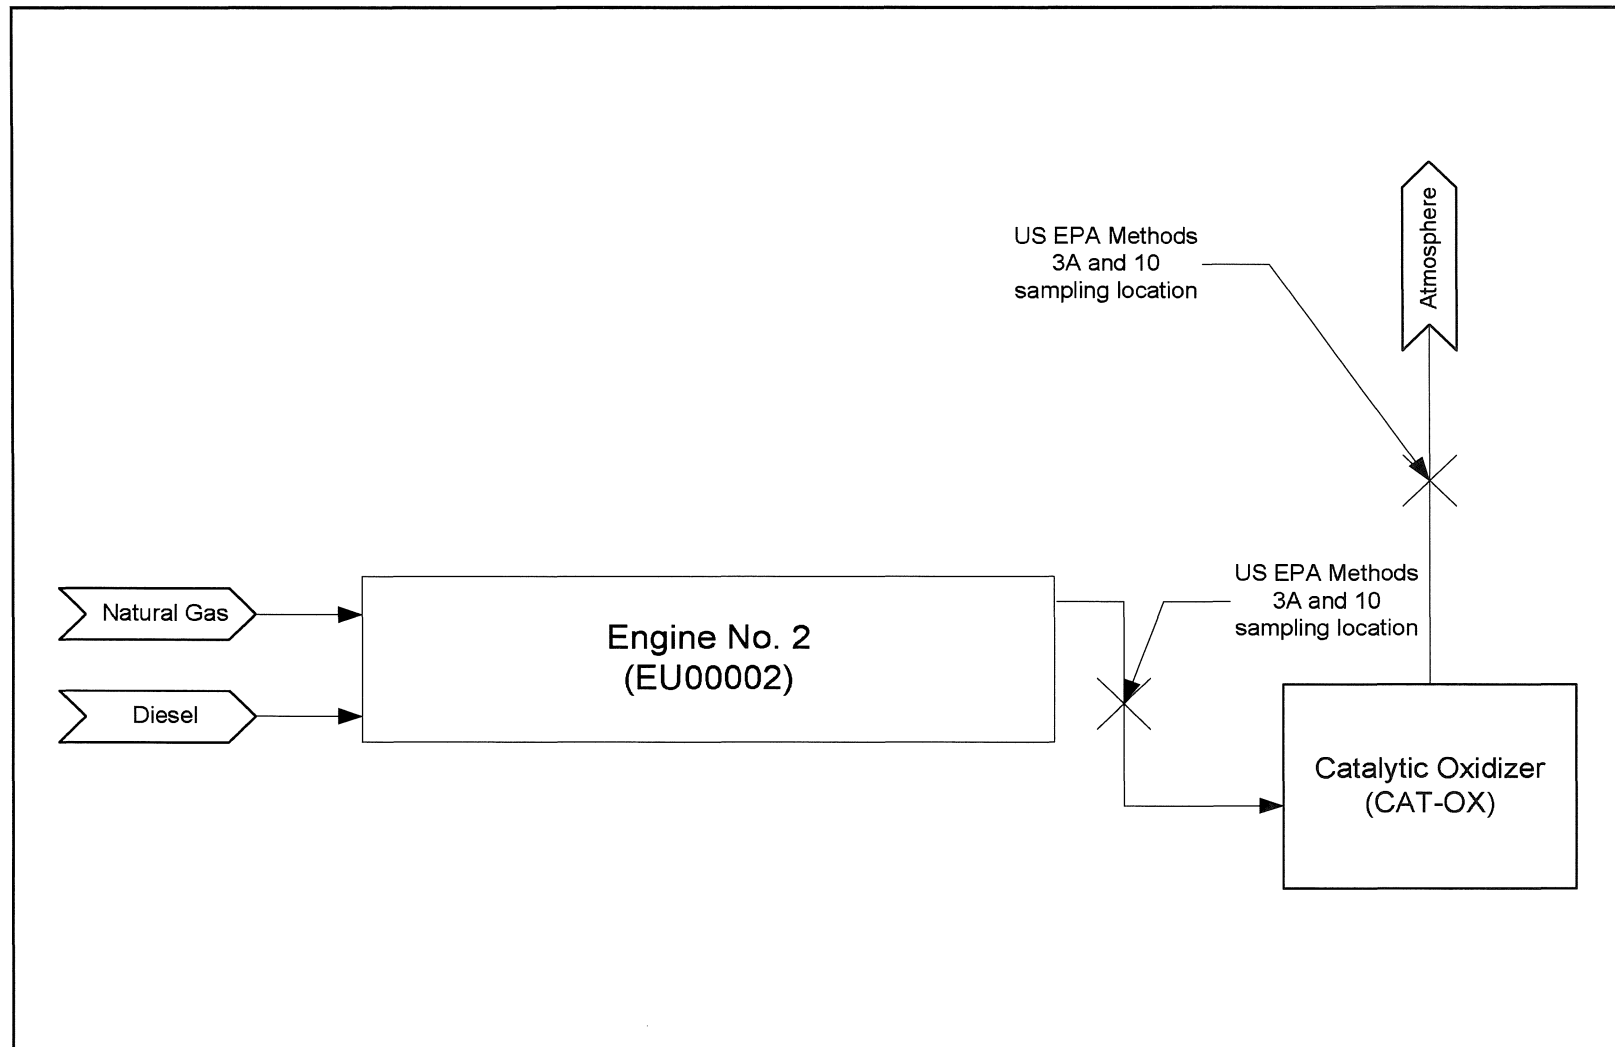 US EPA Methods
3A and 10
sampling location
Atmosphere
Natural Gas
Diesel
Engine No. 2
(EU00002)
US EPA Methods
3A and 10
sampling location
Catalytic Oxidizer
(CAT-OX)